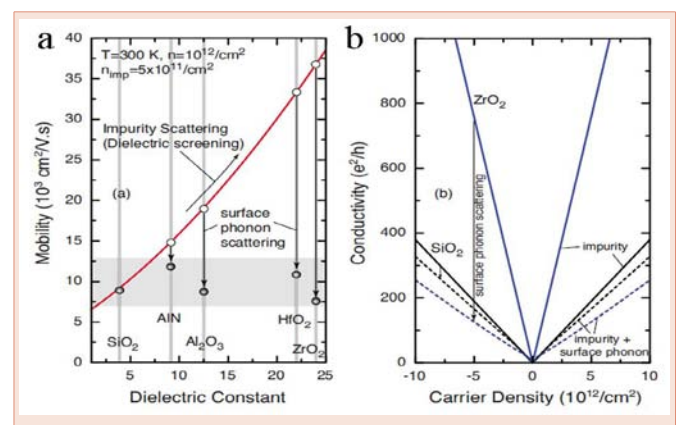 a
T=300 K, n=10¹²/cm²
n_imp=5x10¹¹/cm²
Impurity Scattering
(Dielectric screening)
(a)
surface
phonon
scattering
SiO₂
AlN
Al₂O₃
HfO₂
ZrO₂
Mobility (10³ cm²/V.s)
40
35
30
25
20
15
10
5
0
5 10 15 20 25
Dielectric Constant
b
ZrO₂
(b)
SiO₂
surface phonon scattering
impurity
impurity +
surface phonon
Conductivity (e²/h)
1000
800
600
400
200
0
-10 -5 0 5 10
Carrier Density (10¹²/cm²)